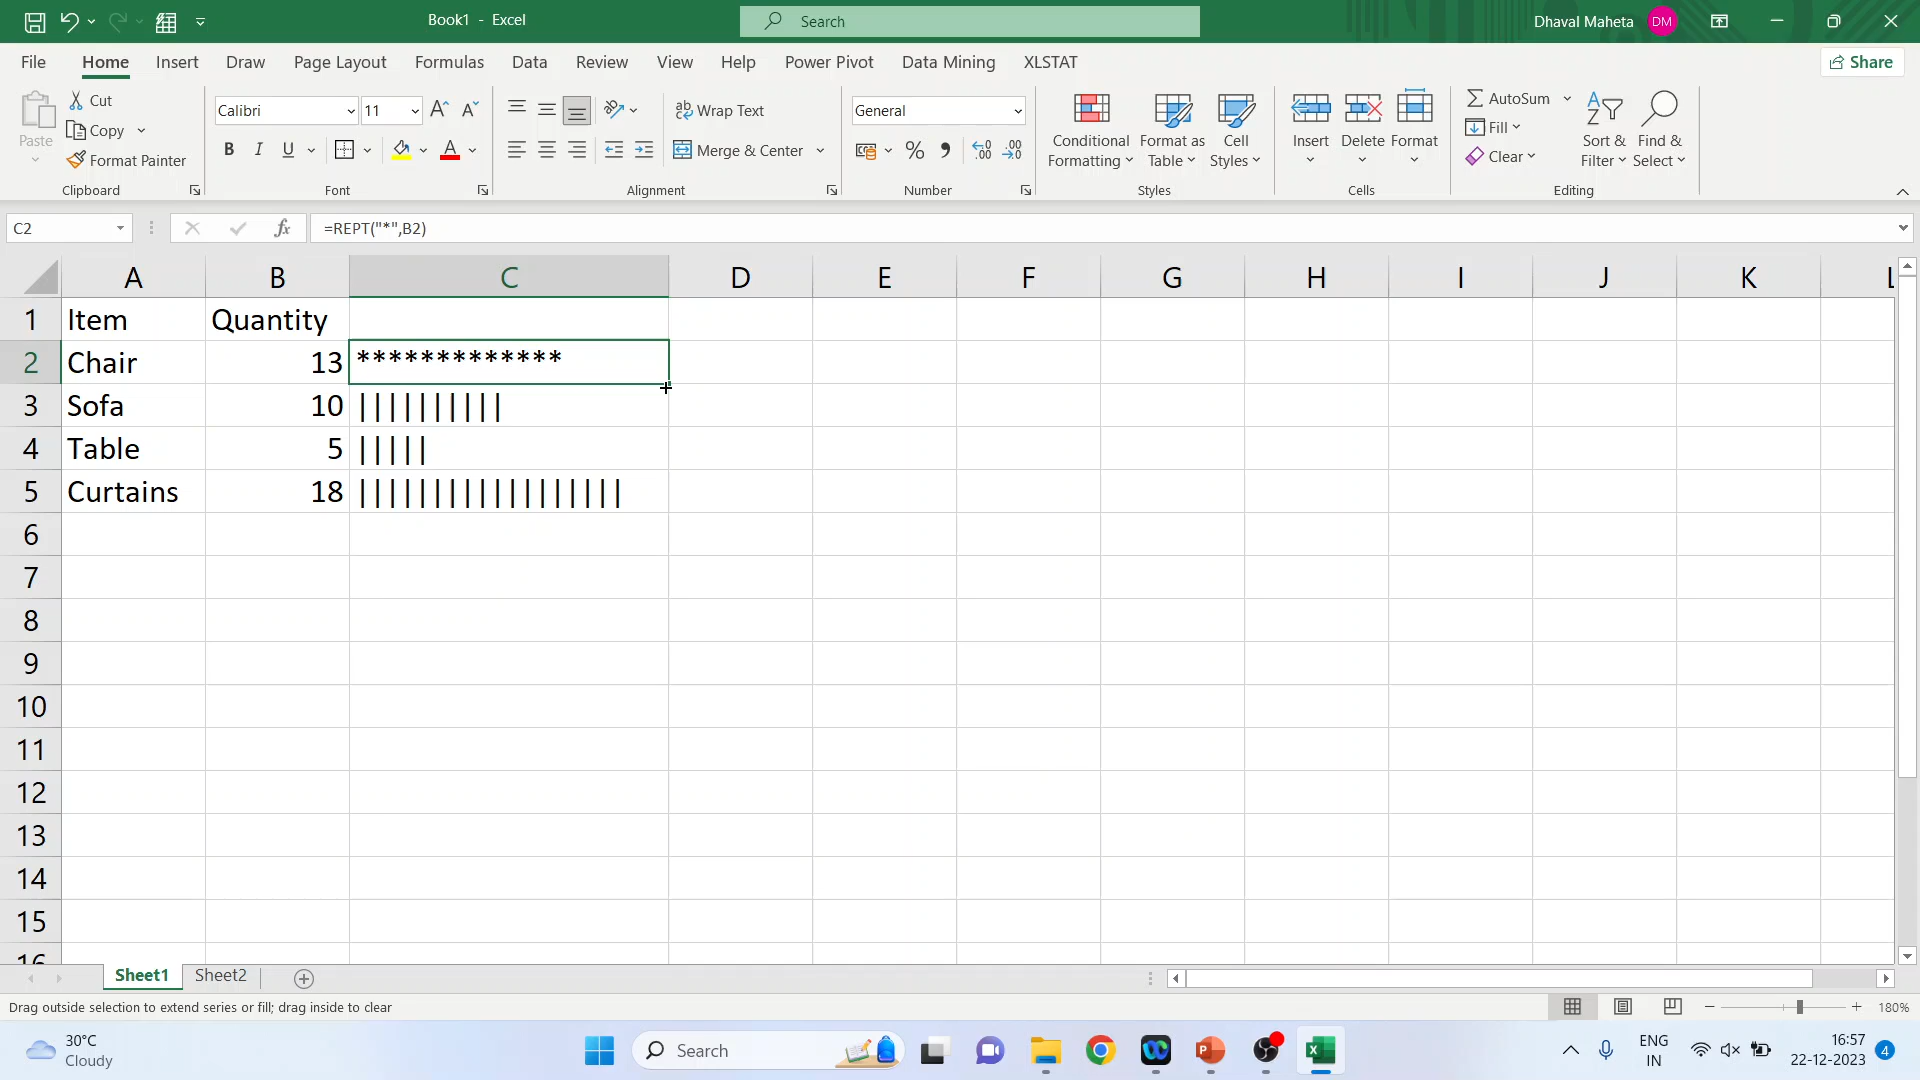 Book1 - Excel
Search
Dhaval Maheta DM
File Home Insert Draw Page Layout Formulas Data Review View Help Power Pivot Data Mining XLSTAT Share
Paste
Cut
Copy
Format Painter
Clipboard
Calibri 11 A A
B I U A
Font
ab Wrap Text
Merge & Center
Alignment
General
% , .00 .00
Number
Conditional Formatting
Format as Table
Cell Styles
Styles
Insert Delete Format
Cells
AutoSum
Fill
Clear
Sort & Filter
Find & Select
Editing
C2 fx =REPT("*",B2)
A B C D E F G H I J K L
1 Item Quantity
2 Chair 13 *************
3 Sofa 10 ||||||||||
4 Table 5 |||||
5 Curtains 18 ||||||||||||||||||
6
7
8
9
10
11
12
13
14
15
16
Sheet1 Sheet2
Drag outside selection to extend series or fill; drag inside to clear 180%
30°C
Cloudy
Search
ENG
IN
16:57
22-12-2023
4